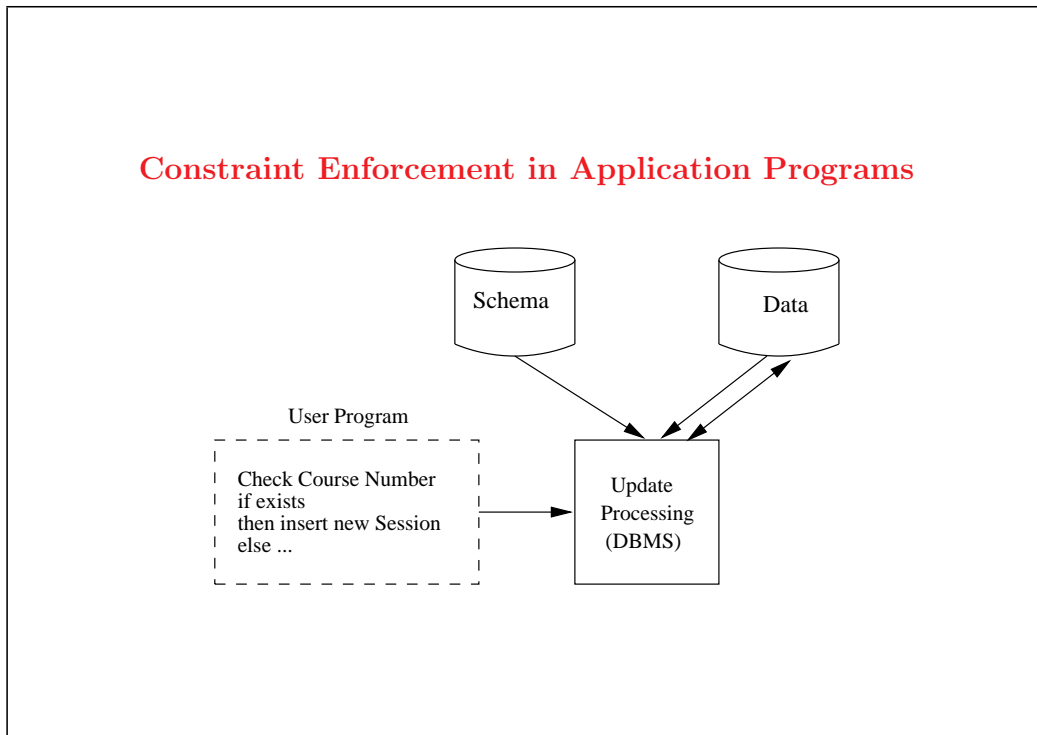 Constraint Enforcement in Application Programs
Schema
Data
User Program
Check Course Number
if exists
then insert new Session
else ...
Update
Processing
(DBMS)